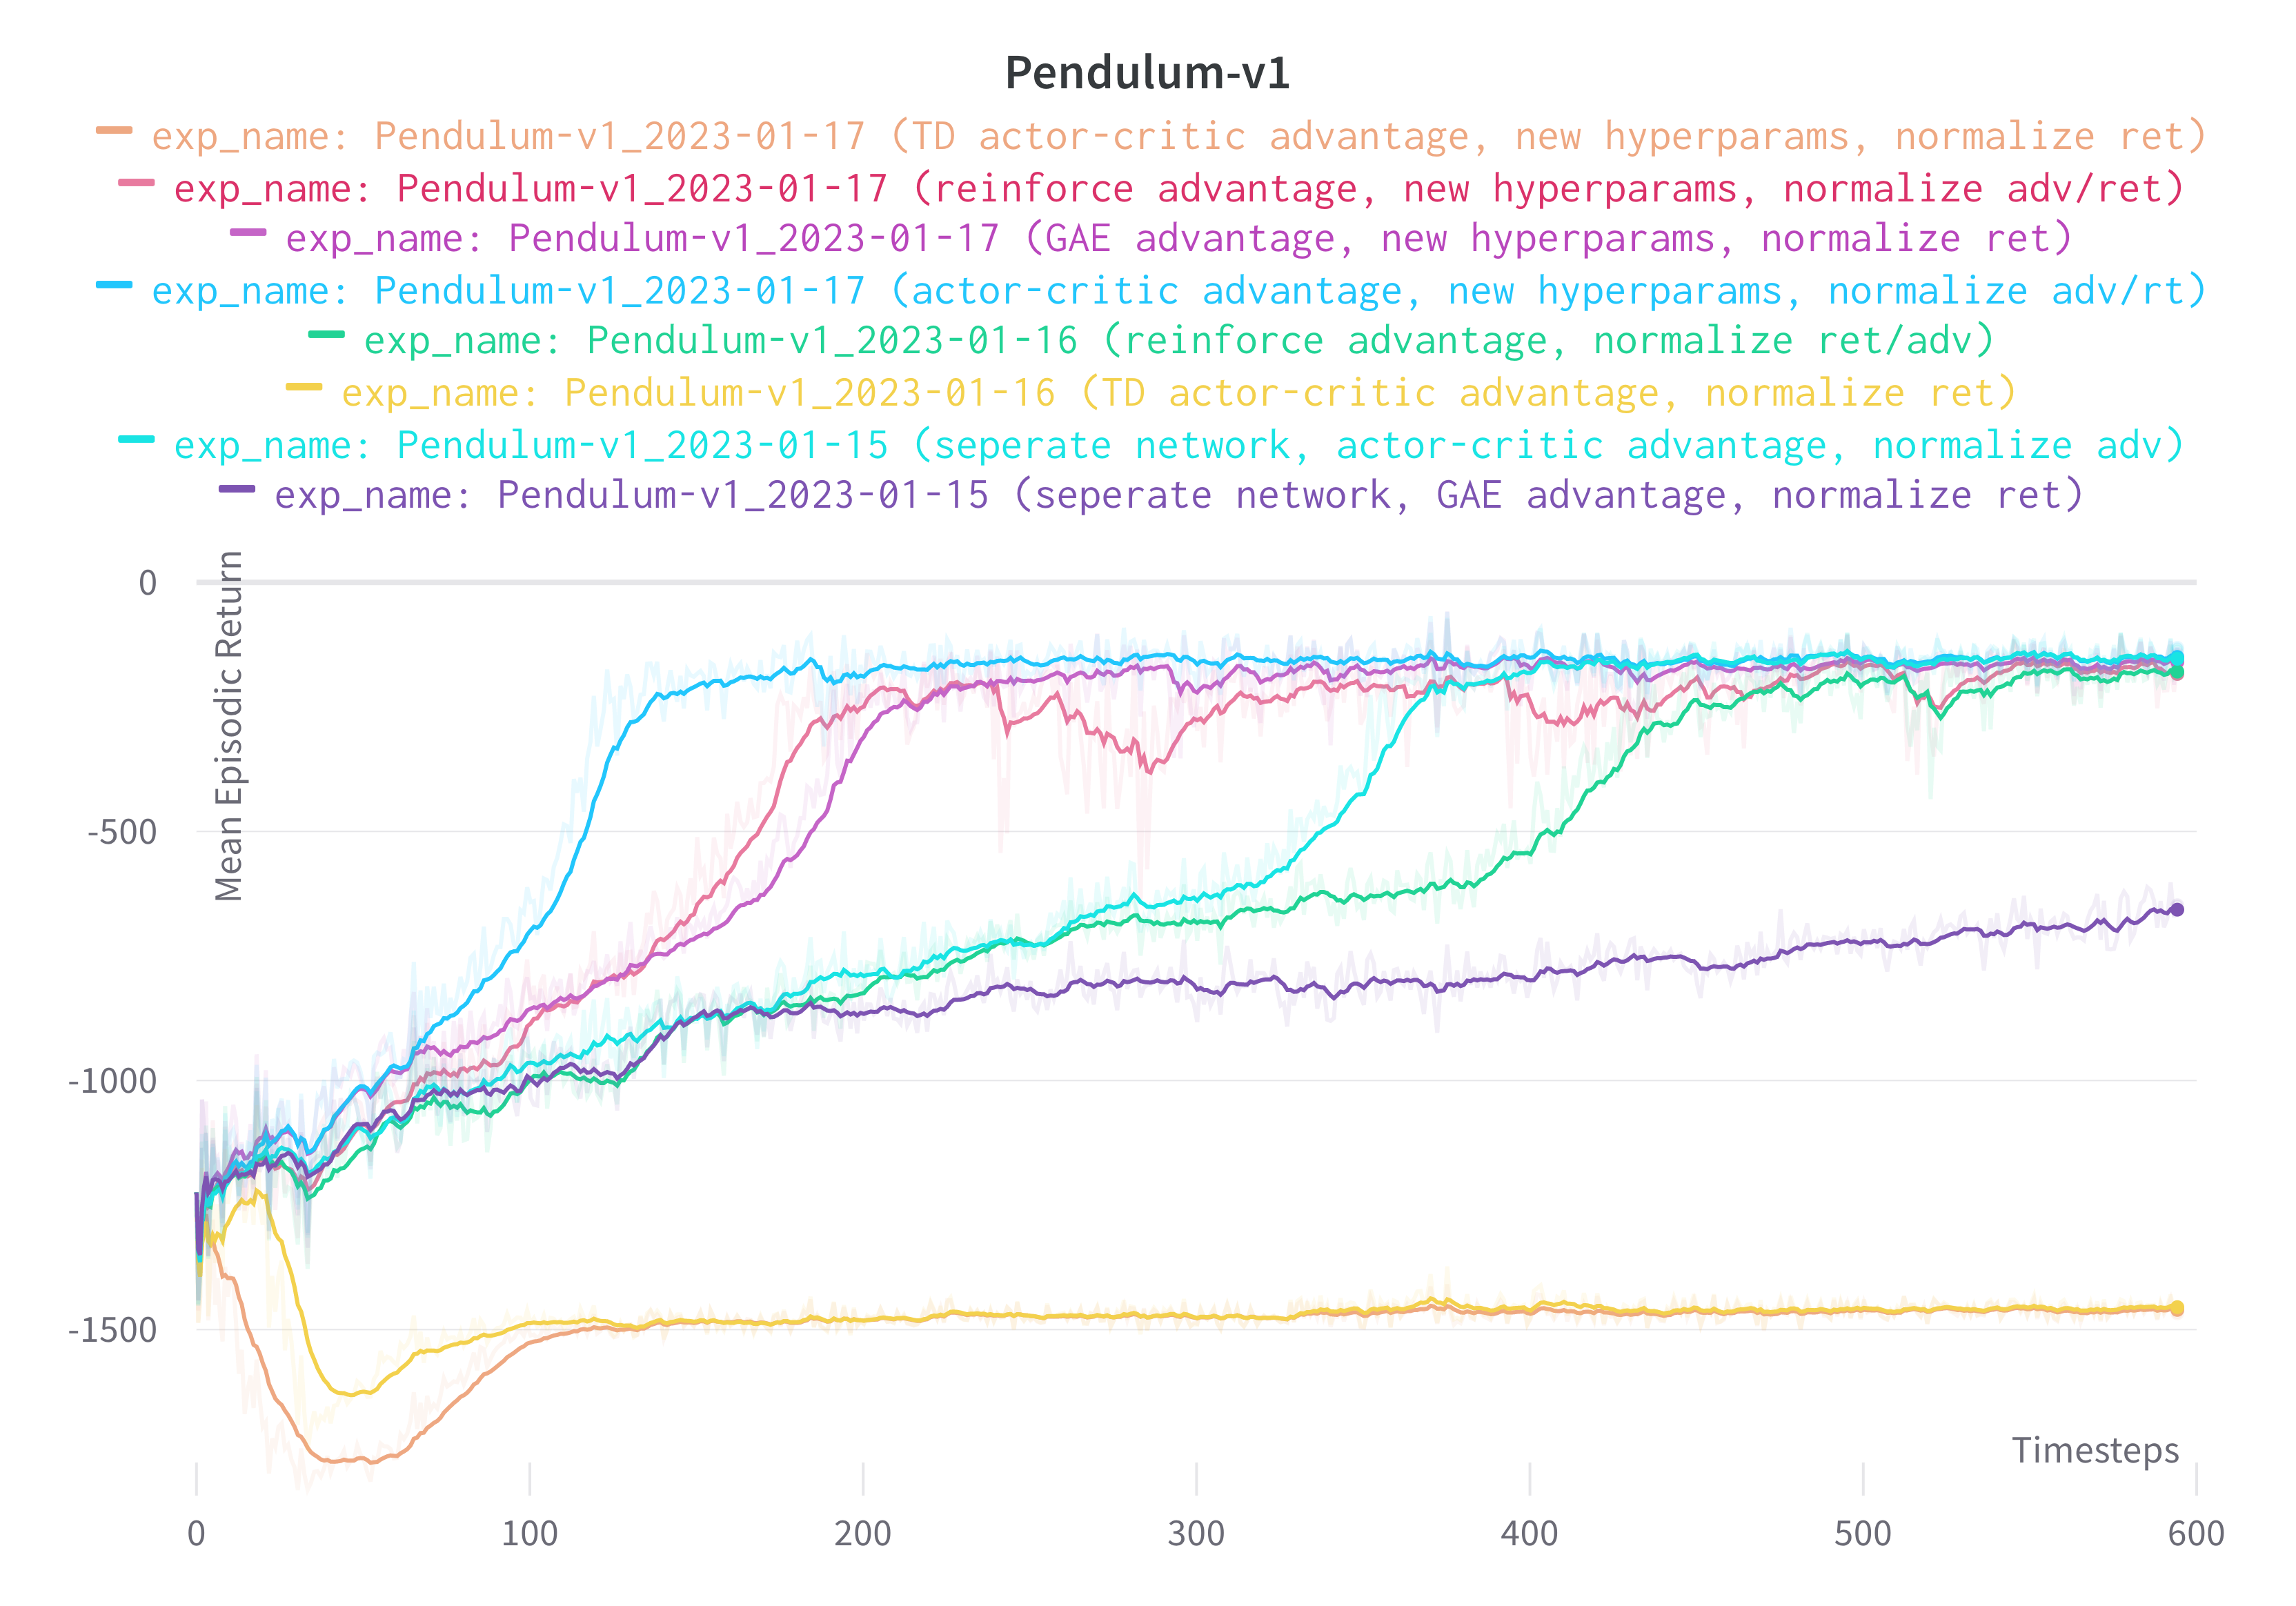 Pendulum-v1
exp_name: Pendulum-v1_2023-01-17 (TD actor-critic advantage, new hyperparams, normalize ret)
exp_name: Pendulum-v1_2023-01-17 (reinforce advantage, new hyperparams, normalize adv/ret)
exp_name: Pendulum-v1_2023-01-17 (GAE advantage, new hyperparams, normalize ret)
exp_name: Pendulum-v1_2023-01-17 (actor-critic advantage, new hyperparams, normalize adv/rt)
exp_name: Pendulum-v1_2023-01-16 (reinforce advantage, normalize ret/adv)
exp_name: Pendulum-v1_2023-01-16 (TD actor-critic advantage, normalize ret)
exp_name: Pendulum-v1_2023-01-15 (seperate network, actor-critic advantage, normalize adv)
exp_name: Pendulum-v1_2023-01-15 (seperate network, GAE advantage, normalize ret)
Mean Episodic Return
0
-500
-1000
-1500
Timesteps
0 100 200 300 400 500 600